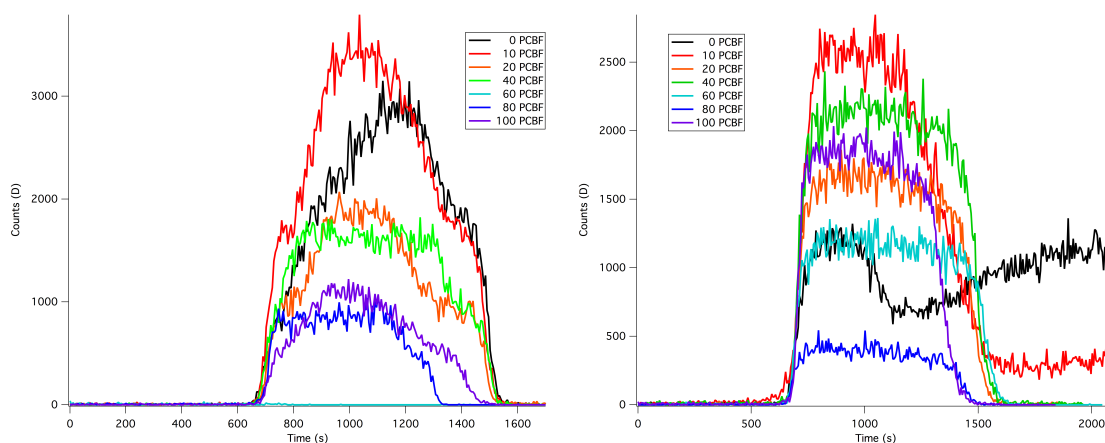 3000
2000
1000
0
Counts (D)
0 PCBF
10 PCBF
20 PCBF
40 PCBF
60 PCBF
80 PCBF
100 PCBF
0 200 400 600 800 1000 1200 1400 1600
Time (s)
2500
2000
1500
1000
500
0
Counts (D)
0 PCBF
10 PCBF
20 PCBF
40 PCBF
60 PCBF
80 PCBF
100 PCBF
0 500 1000 1500 2000
Time (s)